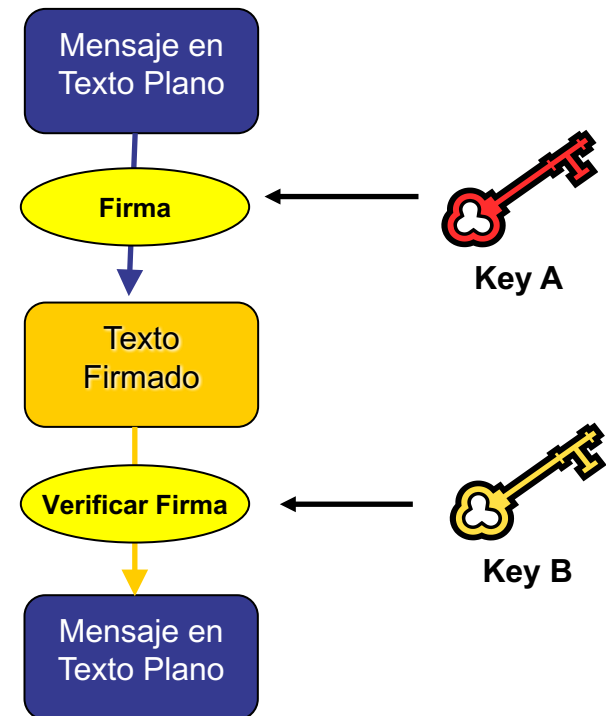 Mensaje en
Texto Plano
Firma
Key A
Texto
Firmado
Verificar Firma
Key B
Mensaje en
Texto Plano